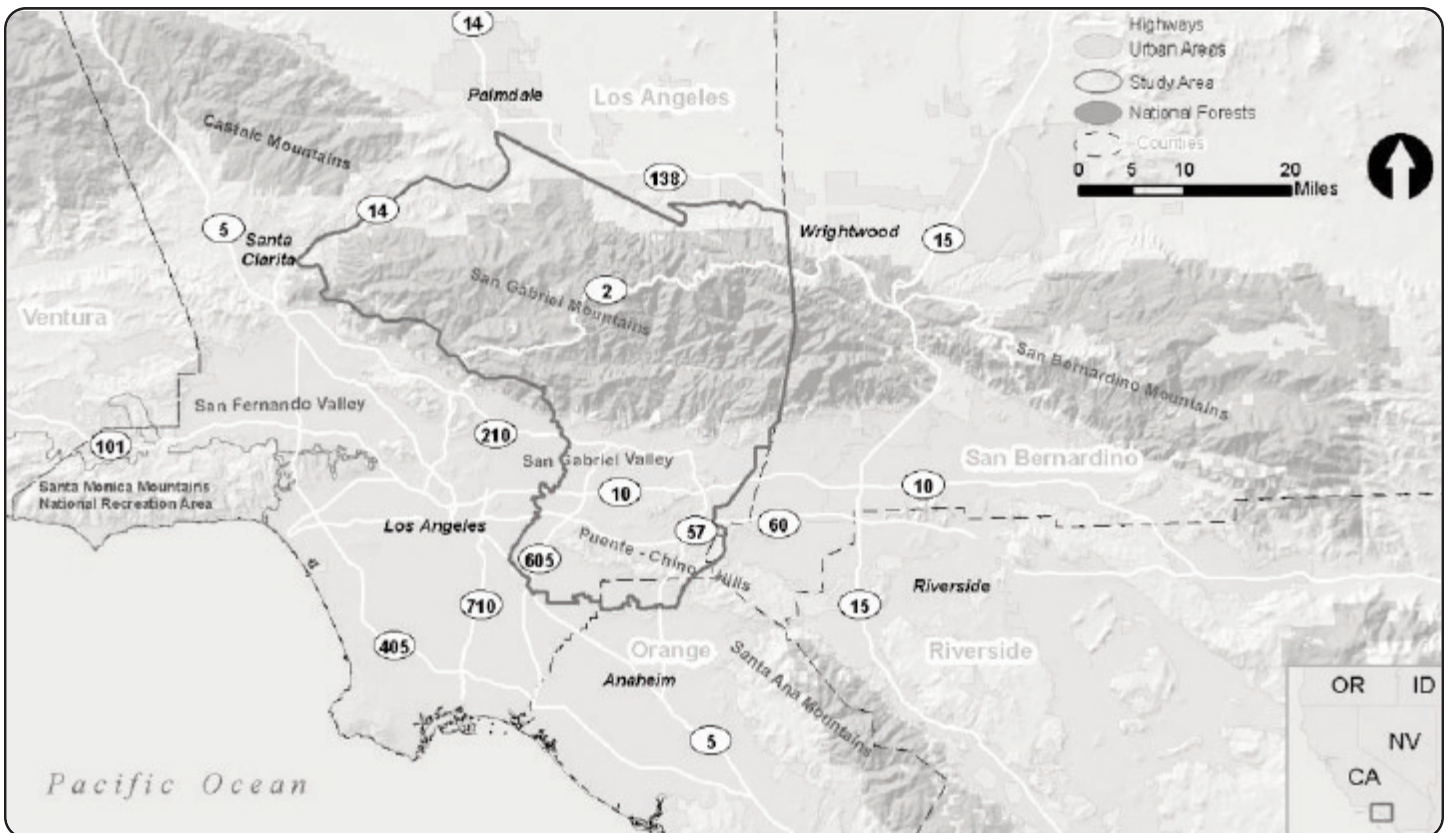 14
Highways
Urban Areas
Study Area
National Forests
Counties
0 5 10 20
Miles
Palmdale
Los Angeles
Castaic Mountains
138
14
5
Santa
Clarita
Wrightwood
15
San Gabriel Mountains
2
Ventura
San Bernardino Mountains
San Fernando Valley
101
210
San Gabriel Valley
San Bernardino
Santa Monica Mountains
National Recreation Area
10
10
Los Angeles
57
60
605
Puente - Chino Hills
710
15
Riverside
405
Orange
Riverside
Anaheim
Santa Ana Mountains
5
Pacific Ocean
OR
ID
NV
CA